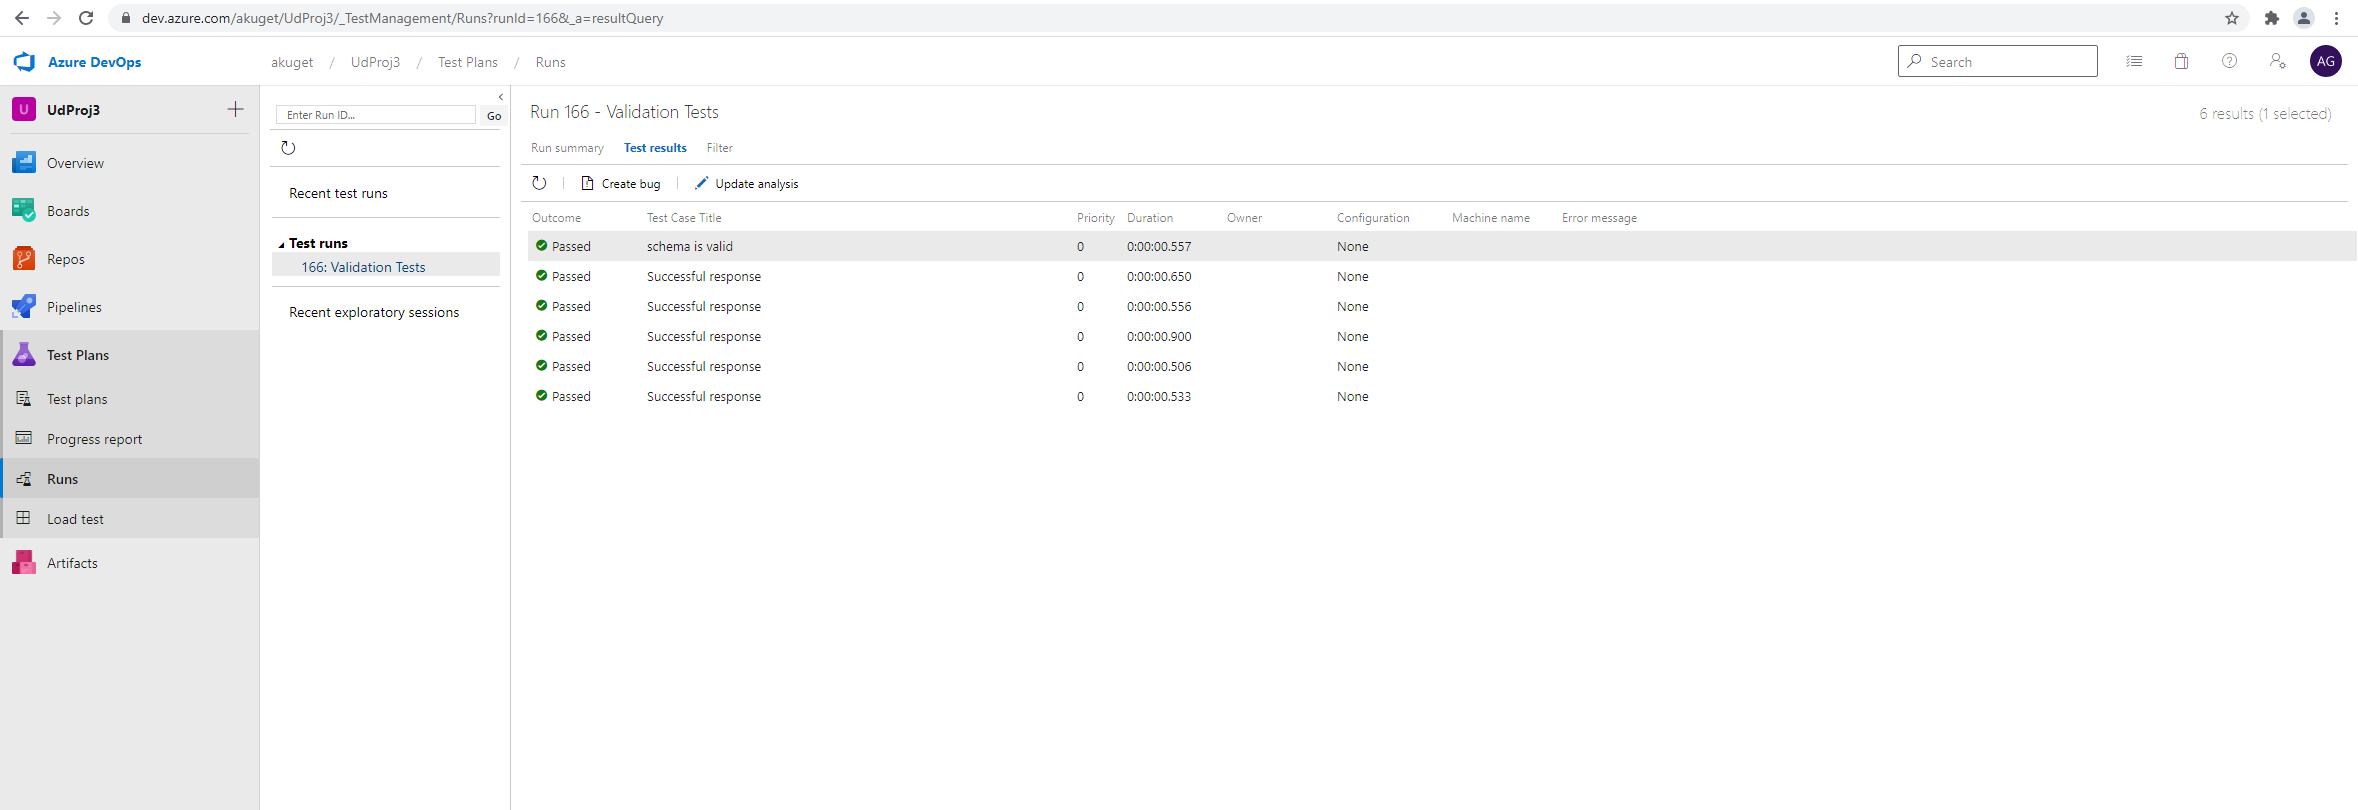 dev.azure.com/akuget/UdProj3/_TestManagement/Runs?runId=166&_a=resultQuery
Azure DevOps
akuget / UdProj3 / Test Plans / Runs
Search
AG
U UdProj3
Overview
Boards
Repos
Pipelines
Test Plans
Test plans
Progress report
Runs
Load test
Artifacts
Enter Run ID... Go
Recent test runs
Test runs
166: Validation Tests
Recent exploratory sessions
Run 166 - Validation Tests
6 results (1 selected)
Run summary Test results Filter
Create bug Update analysis
Outcome Test Case Title Priority Duration Owner Configuration Machine name Error message
Passed schema is valid 0 0:00:00.557 None
Passed Successful response 0 0:00:00.650 None
Passed Successful response 0 0:00:00.556 None
Passed Successful response 0 0:00:00.900 None
Passed Successful response 0 0:00:00.506 None
Passed Successful response 0 0:00:00.533 None